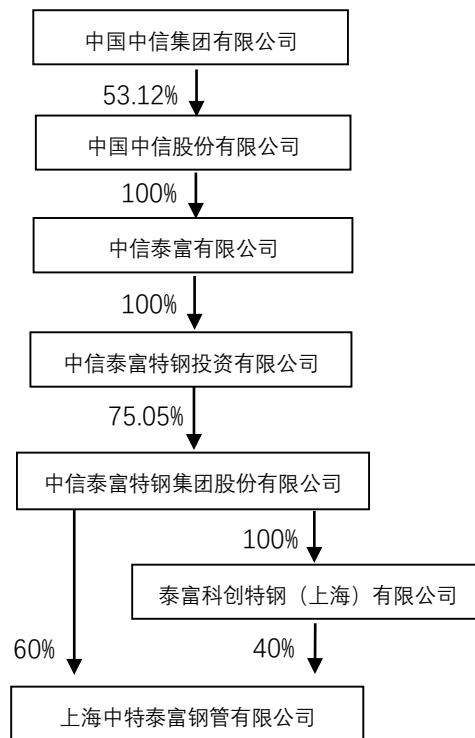 中国中信集团有限公司
53.12%
中国中信股份有限公司
100%
中信泰富有限公司
100%
中信泰富特钢投资有限公司
75.05%
中信泰富特钢集团股份有限公司
100%
泰富科创特钢（上海）有限公司
60%
40%
上海中特泰富钢管有限公司